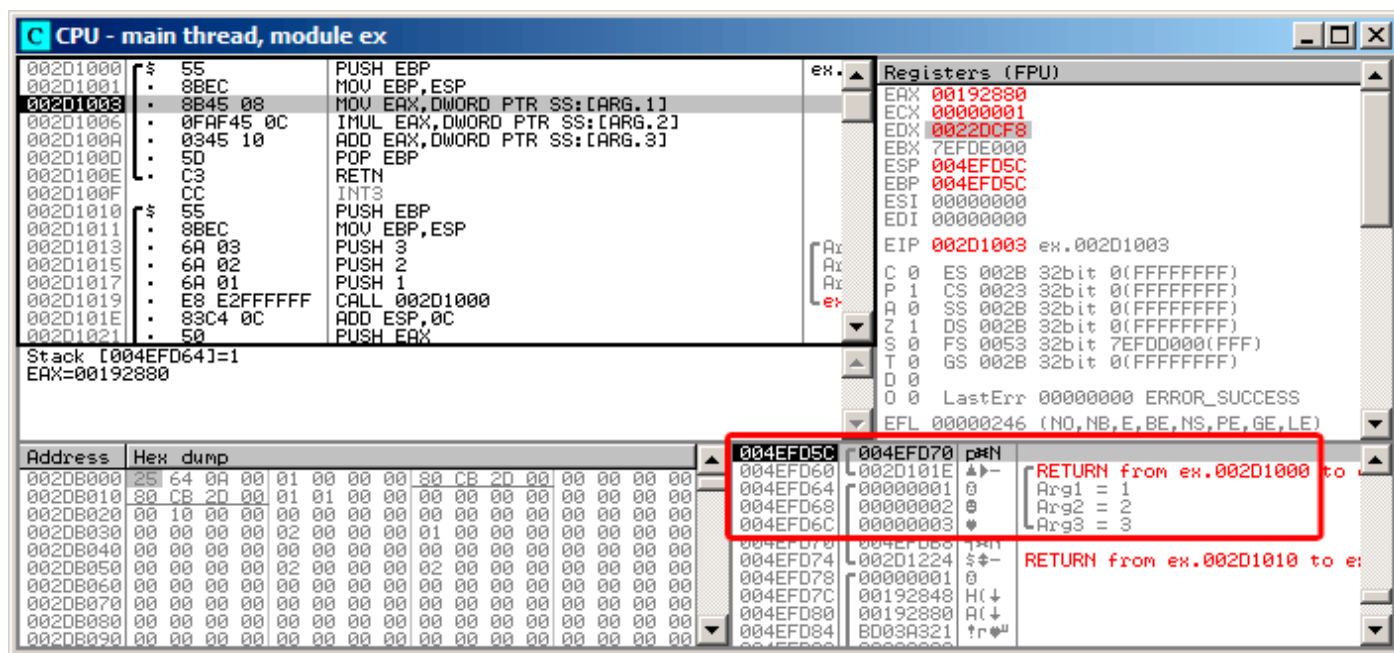 C CPU - main thread, module ex
002D1000 $ 55 PUSH EBP ex.
002D1001 . 8BEC MOV EBP,ESP
002D1003 . 8B45 08 MOV EAX,DWORD PTR SS:[ARG.1]
002D1006 . 0FAF45 0C IMUL EAX,DWORD PTR SS:[ARG.2]
002D100A . 0345 10 ADD EAX,DWORD PTR SS:[ARG.3]
002D100D . 5D POP EBP
002D100E . C3 RETN
002D100F CC INT3
002D1010 $ 55 PUSH EBP
002D1011 . 8BEC MOV EBP,ESP
002D1013 . 6A 03 PUSH 3
002D1015 . 6A 02 PUSH 2
002D1017 . 6A 01 PUSH 1
002D1019 . E8 E2FFFFFF CALL 002D1000
002D101E . 83C4 0C ADD ESP,0C
002D1021 . 50 PUSH EAX
Stack [004EFD64]=1
EAX=00192880
Registers (FPU)
EAX 00192880
ECX 00000001
EDX 0022DCF8
EBX 7EFDE000
ESP 004EFD5C
EBP 004EFD5C
ESI 00000000
EDI 00000000
EIP 002D1003 ex.002D1003
C 0 ES 002B 32bit 0(FFFFFFFF)
P 1 CS 0023 32bit 0(FFFFFFFF)
A 0 SS 002B 32bit 0(FFFFFFFF)
Z 1 DS 002B 32bit 0(FFFFFFFF)
S 0 FS 0053 32bit 7EFDD000(FFF)
T 0 GS 002B 32bit 0(FFFFFFFF)
D 0
O 0 LastErr 00000000 ERROR_SUCCESS
EFL 00000246 (NO,NB,E,BE,NS,PE,GE,LE)
Address Hex dump
002DB000 25 64 0A 00 01 00 00 00 80 CB 2D 00 00 00 00 00
002DB010 80 CB 2D 00 01 01 00 00 00 00 00 00 00 00 00 00
002DB020 00 10 00 00 00 00 00 00 00 00 00 00 00 00 00 00
002DB030 00 00 00 00 02 00 00 00 01 00 00 00 00 00 00 00
002DB040 00 00 00 00 00 00 00 00 00 00 00 00 00 00 00 00
002DB050 00 00 00 00 02 00 00 00 02 00 00 00 00 00 00 00
002DB060 00 00 00 00 00 00 00 00 00 00 00 00 00 00 00 00
002DB070 00 00 00 00 00 00 00 00 00 00 00 00 00 00 00 00
002DB080 00 00 00 00 00 00 00 00 00 00 00 00 00 00 00 00
002DB090 00 00 00 00 00 00 00 00 00 00 00 00 00 00 00 00
004EFD5C 004EFD70
004EFD60 002D101E RETURN from ex.002D1000 to
004EFD64 00000001 Arg1 = 1
004EFD68 00000002 Arg2 = 2
004EFD6C 00000003 Arg3 = 3
004EFD74 002D1224 RETURN from ex.002D1010 to ex
004EFD78 00000001
004EFD7C 00192848 H(↓
004EFD80 00192880
004EFD84 BD03A321